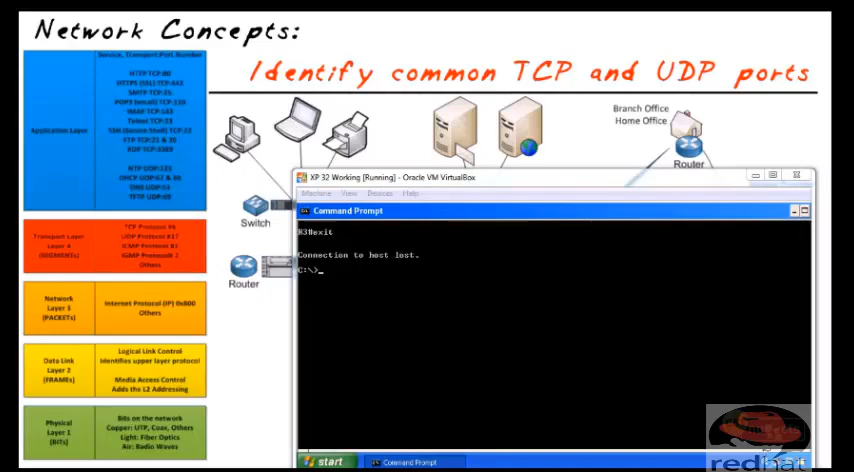 Network Concepts:
Identify common TCP and UDP ports
Service, Transport:Port Number
HTTP TCP:80
HTTPS (SSL) TCP:443
SMTP TCP:25
POP3 (email) TCP:110
IMAP TCP:143
Telnet TCP:23
SSH (Secure Shell) TCP:22
FTP TCP:21 & 20
RDP TCP:3389
NTP UDP:123
DHCP UDP:67 & 68
DNS UDP:53
TFTP UDP:69
Application Layer
Transport Layer
Layer 4
(SEGMENTS)
TCP Protocol #6
UDP Protocol #17
ICMP Protocol #1
IGMP Protocol# 2
Others
Network
Layer 3
(PACKETS)
Internet Protocol (IP) 0x800
Others
Data Link
Layer 2
(FRAMEs)
Logical Link Control
Identifies upper layer protocol
Media Access Control
Adds the L2 Addressing
Physical
Layer 1
(BITs)
Bits on the network
Copper: UTP, Coax, Others
Light: Fiber Optics
Air: Radio Waves
Branch Office
Home Office
Router
Switch
Router
XP 32 Working [Running] - Oracle VM VirtualBox
Machine View Devices Help
Command Prompt
R3#exit
Connection to host lost.
C:\>_
start
Command Prompt